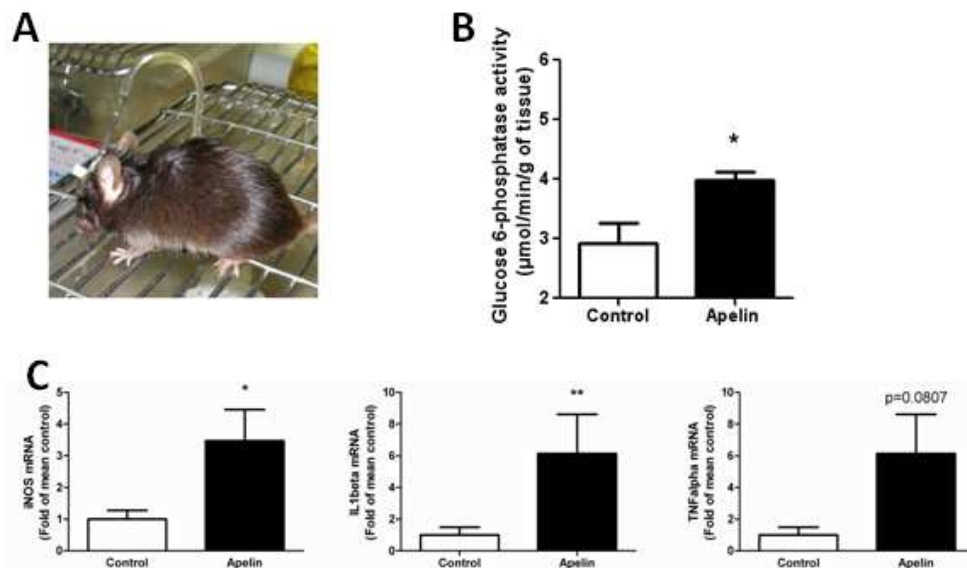 A
B
Glucose 6-phosphatase activity
(µmol/min/g of tissue)
6
5
4
3
2
*
Control
Apelin
C
iNOS mRNA
(Fold of mean control)
5
4
3
2
1
0
*
Control
Apelin
IL1beta mRNA
(Fold of mean control)
10
8
6
4
2
0
**
Control
Apelin
TNFalpha mRNA
(Fold of mean control)
10
8
6
4
2
0
p=0.0807
Control
Apelin